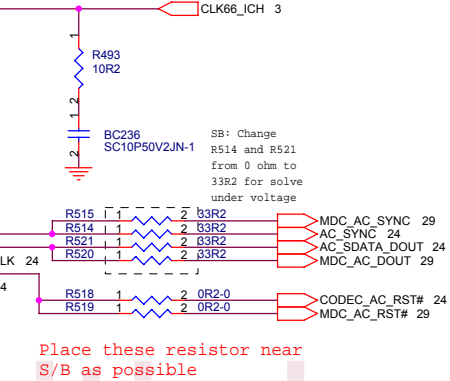 CLK66_ICH 3
1
R493
10R2
2
1
BC236
SC10P50V2JN-1
2
SB: Change
R514 and R521
from 0 ohm to
33R2 for solve
under voltage
R515 1 2 33R2 MDC_AC_SYNC 29
R514 1 2 33R2 AC_SYNC 24
R521 1 2 33R2 AC_SDATA_DOUT 24
R520 1 2 33R2 MDC_AC_DOUT 29
LK 24
4
R518 1 2 0R2-0 CODEC_AC_RST# 24
R519 1 2 0R2-0 MDC_AC_RST# 29
Place these resistor near
S/B as possible